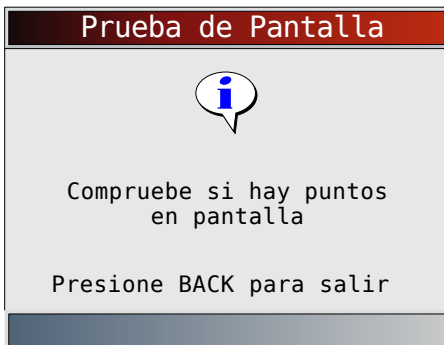 Prueba de Pantalla
i
Compruebe si hay puntos
en pantalla
Presione BACK para salir